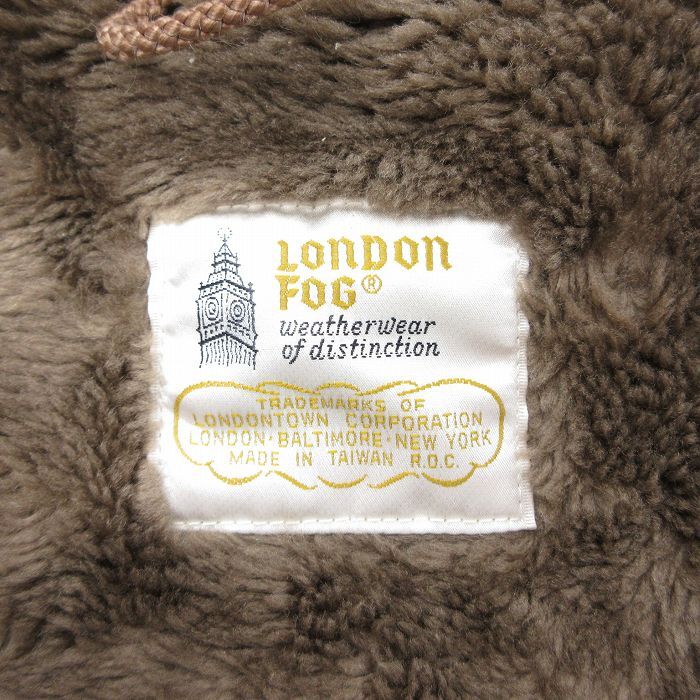 LONDON
FOG®
weatherwear
of distinction
TRADEMARKS OF
LONDONTOWN CORPORATION
LONDON·BALTIMORE·NEW YORK
MADE IN TAIWAN R.O.C.